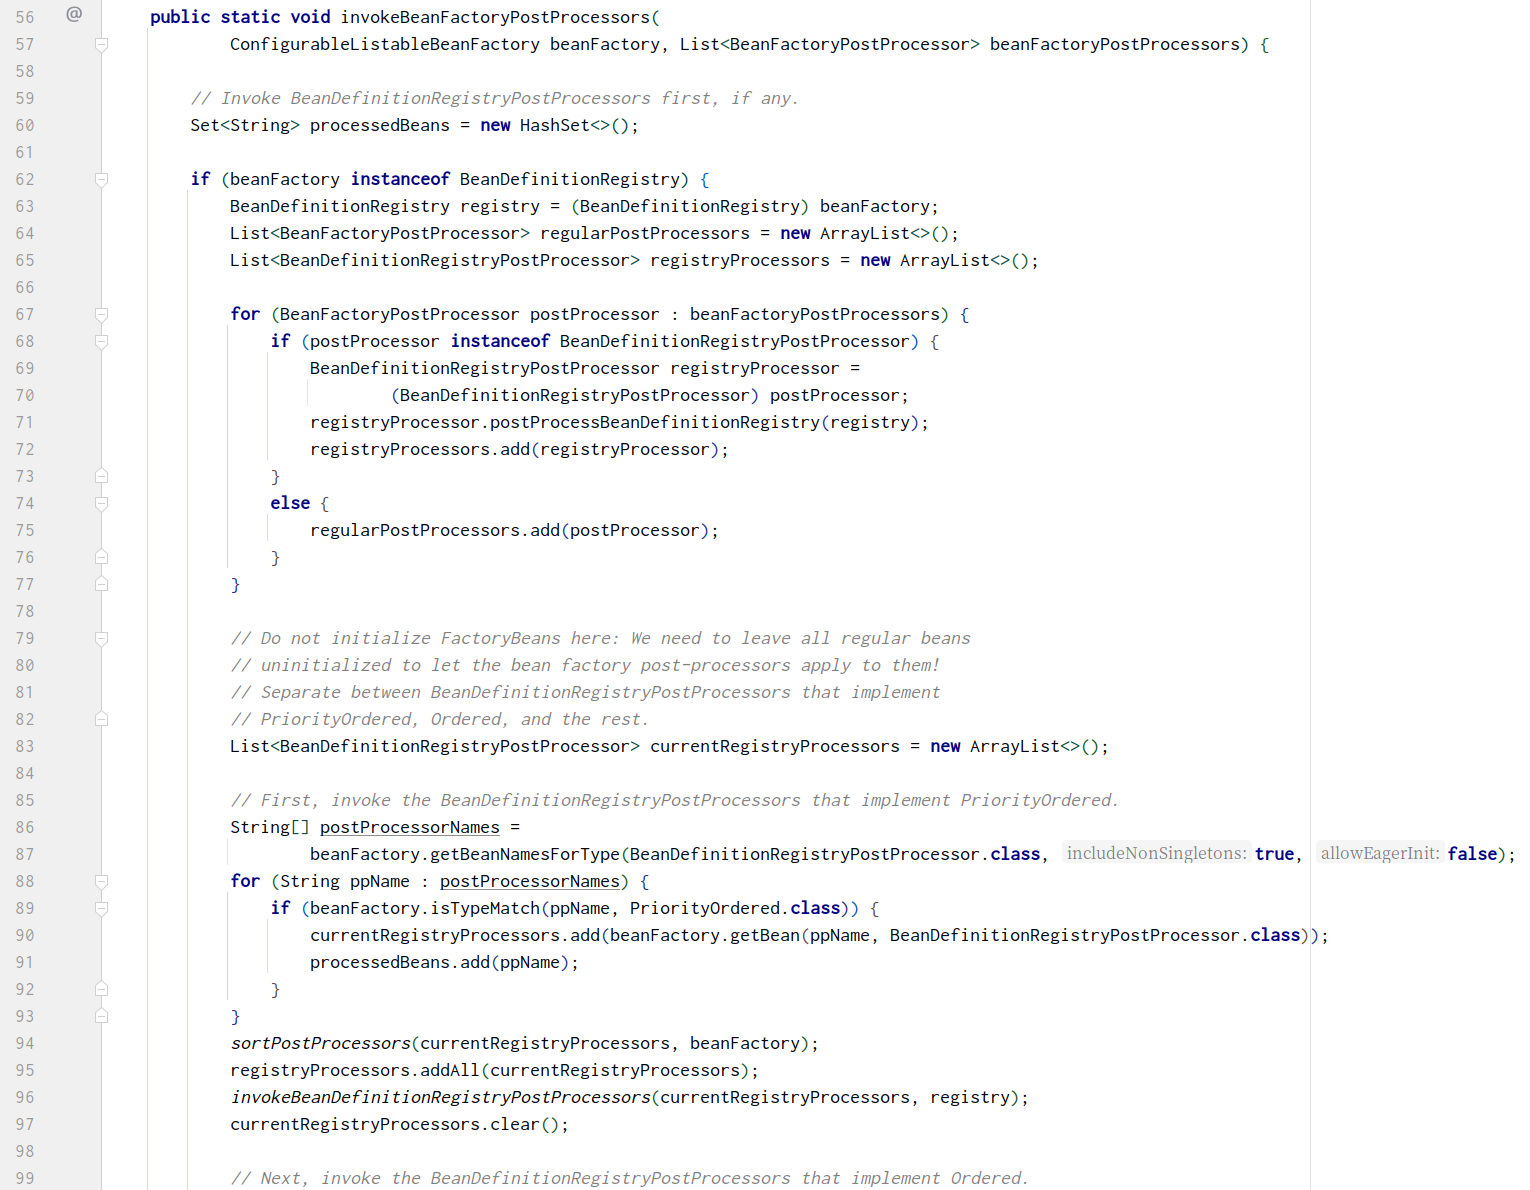 56 @ public static void invokeBeanFactoryPostProcessors(
57 ConfigurableListableBeanFactory beanFactory, List<BeanFactoryPostProcessor> beanFactoryPostProcessors) {
58
59 // Invoke BeanDefinitionRegistryPostProcessors first, if any.
60 Set<String> processedBeans = new HashSet<>();
61
62 if (beanFactory instanceof BeanDefinitionRegistry) {
63 BeanDefinitionRegistry registry = (BeanDefinitionRegistry) beanFactory;
64 List<BeanFactoryPostProcessor> regularPostProcessors = new ArrayList<>();
65 List<BeanDefinitionRegistryPostProcessor> registryProcessors = new ArrayList<>();
66
67 for (BeanFactoryPostProcessor postProcessor : beanFactoryPostProcessors) {
68 if (postProcessor instanceof BeanDefinitionRegistryPostProcessor) {
69 BeanDefinitionRegistryPostProcessor registryProcessor =
70 (BeanDefinitionRegistryPostProcessor) postProcessor;
71 registryProcessor.postProcessBeanDefinitionRegistry(registry);
72 registryProcessors.add(registryProcessor);
73 }
74 else {
75 regularPostProcessors.add(postProcessor);
76 }
77 }
78
79 // Do not initialize FactoryBeans here: We need to leave all regular beans
80 // uninitialized to let the bean factory post-processors apply to them!
81 // Separate between BeanDefinitionRegistryPostProcessors that implement
82 // PriorityOrdered, Ordered, and the rest.
83 List<BeanDefinitionRegistryPostProcessor> currentRegistryProcessors = new ArrayList<>();
84
85 // First, invoke the BeanDefinitionRegistryPostProcessors that implement PriorityOrdered.
86 String[] postProcessorNames =
87 beanFactory.getBeanNamesForType(BeanDefinitionRegistryPostProcessor.class, includeNonSingletons: true, allowEagerInit: false);
88 for (String ppName : postProcessorNames) {
89 if (beanFactory.isTypeMatch(ppName, PriorityOrdered.class)) {
90 currentRegistryProcessors.add(beanFactory.getBean(ppName, BeanDefinitionRegistryPostProcessor.class));
91 processedBeans.add(ppName);
92 }
93 }
94 sortPostProcessors(currentRegistryProcessors, beanFactory);
95 registryProcessors.addAll(currentRegistryProcessors);
96 invokeBeanDefinitionRegistryPostProcessors(currentRegistryProcessors, registry);
97 currentRegistryProcessors.clear();
98
99 // Next, invoke the BeanDefinitionRegistryPostProcessors that implement Ordered.